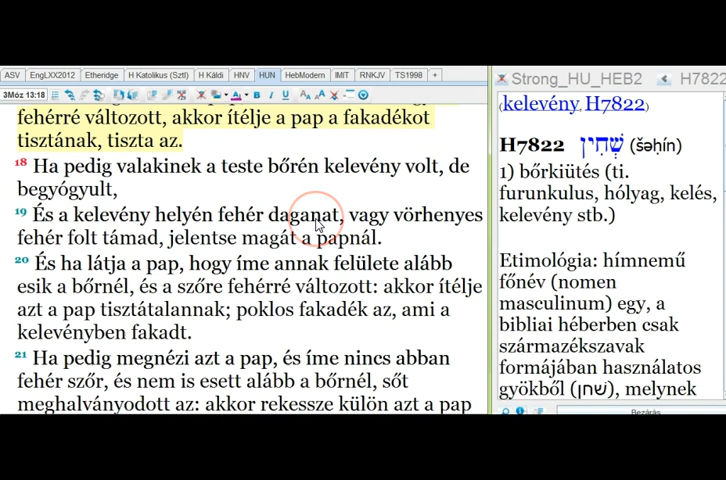 ASV EngLXX2012 Etheridge H Katolikus (SztI) H Káldi HNV HUN HebModern IMIT RNKJV TS1998 +
3Móz 13:18
fehérré változott, akkor ítélje a pap a fakadékot
tisztának, tiszta az.
18 Ha pedig valakinek a teste bőrén kelevény volt, de
begyógyult,
19 És a kelevény helyén fehér daganat, vagy vörhenyes
fehér folt támad, jelentse magát a papnál.
20 És ha látja a pap, hogy íme annak felülete alább
esik a bőrnél, és a szőre fehérré változott: akkor ítélje
azt a pap tisztátalannak; poklos fakadék az, ami a
kelevényben fakadt.
21 Ha pedig megnézi azt a pap, és íme nincs abban
fehér szőr, és nem is esett alább a bőrnél, sőt
meghalványodott az: akkor rekessze külön azt a pap
Strong_HU_HEB2 H7822
(kelevény, H7822)
H7822 שְׁחִין (šəḥín)
1) bőrkiütés (ti.
furunkulus, hólyag, kelés,
kelevény stb.)
Etimológia: hímnemű
főnév (nomen
masculinum) egy, a
bibliai héberben csak
származékszavak
formájában használatos
gyökből (שחן), melynek
Bezárás